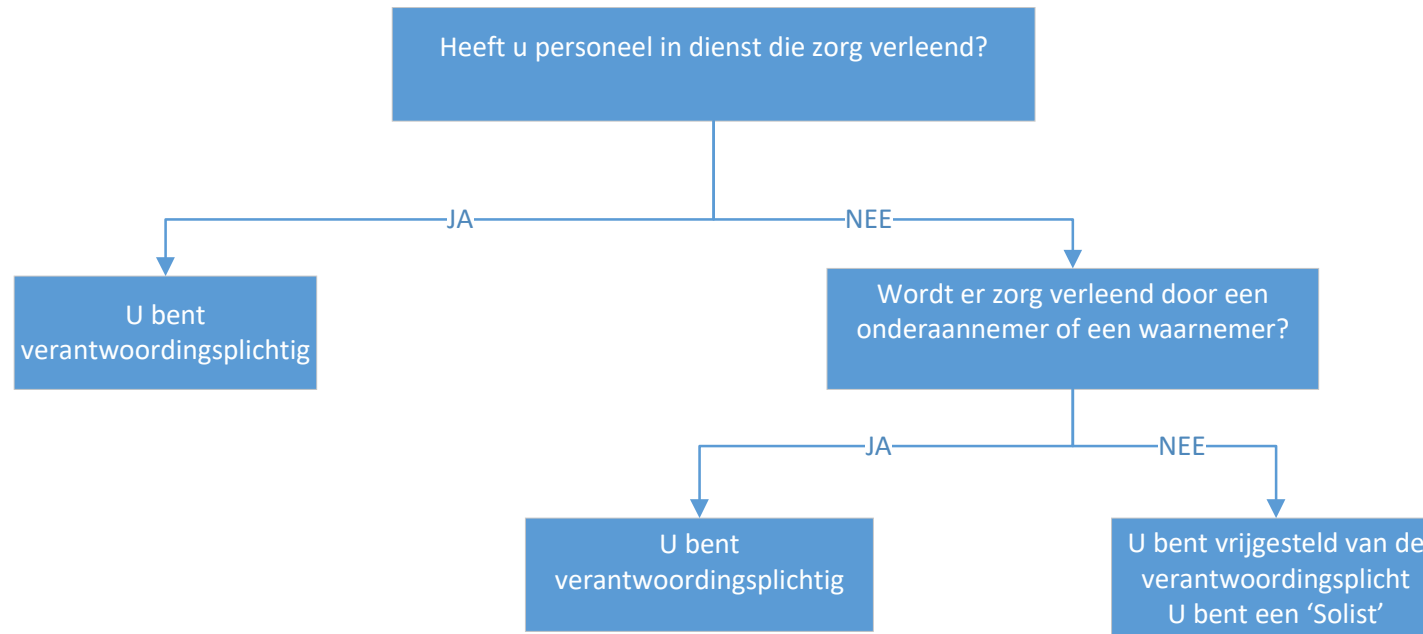 Heeft u personeel in dienst die zorg verleend?
JA
NEE
U bent
verantwoordingsplichtig
Wordt er zorg verleend door een
onderaannemer of een waarnemer?
JA
NEE
U bent
verantwoordingsplichtig
U bent vrijgesteld van de
verantwoordingsplicht
U bent een ‘Solist’